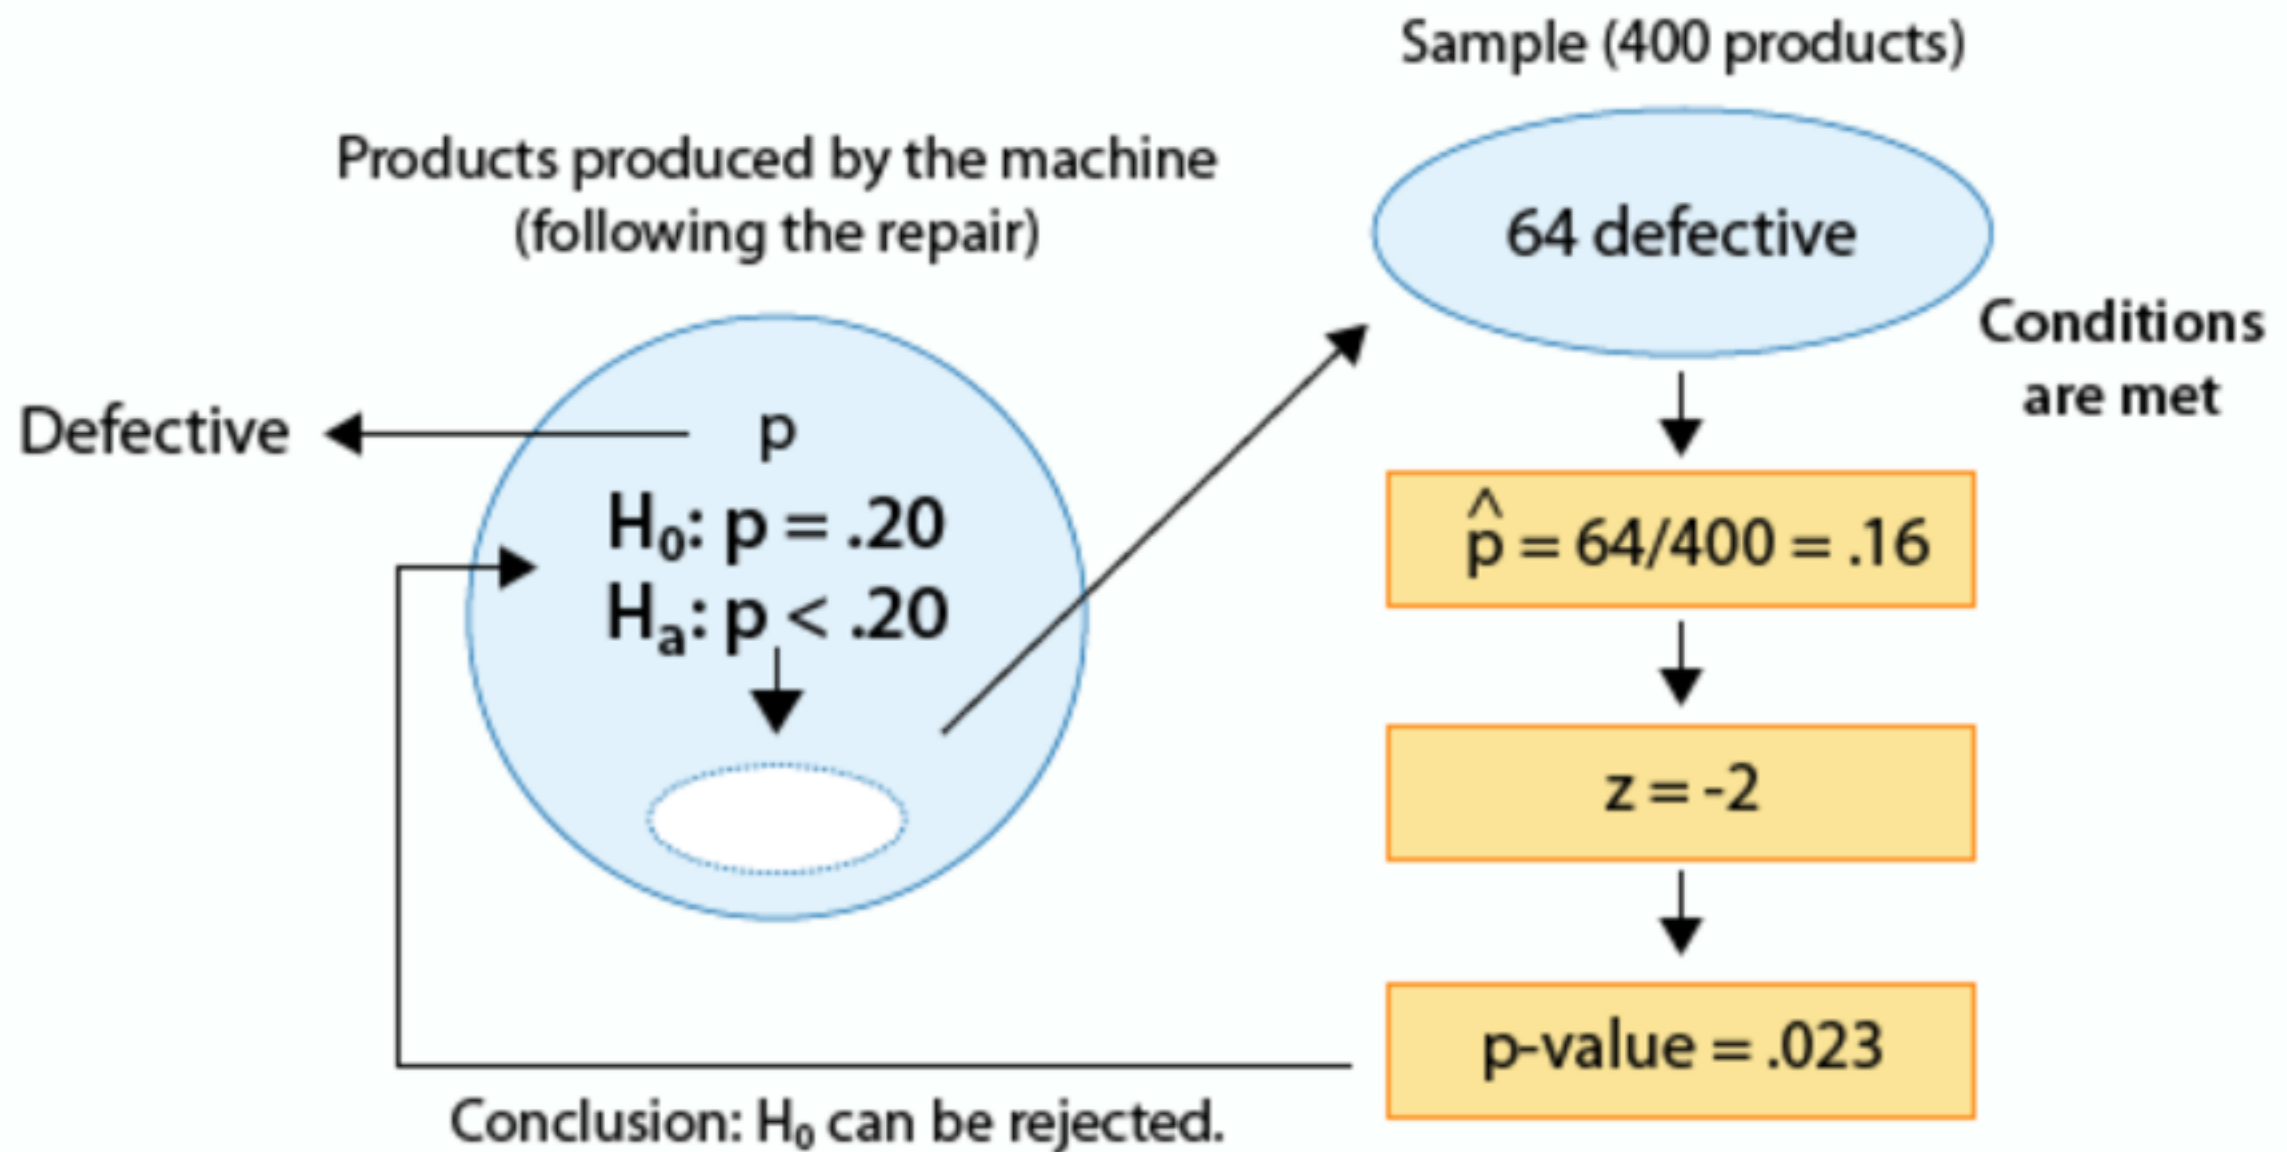 Products produced by the machine
(following the repair)
Defective
p
H₀: p = .20
Hₐ: p < .20
Sample (400 products)
64 defective
Conditions
are met
p̂ = 64/400 = .16
z = -2
p-value = .023
Conclusion: H₀ can be rejected.